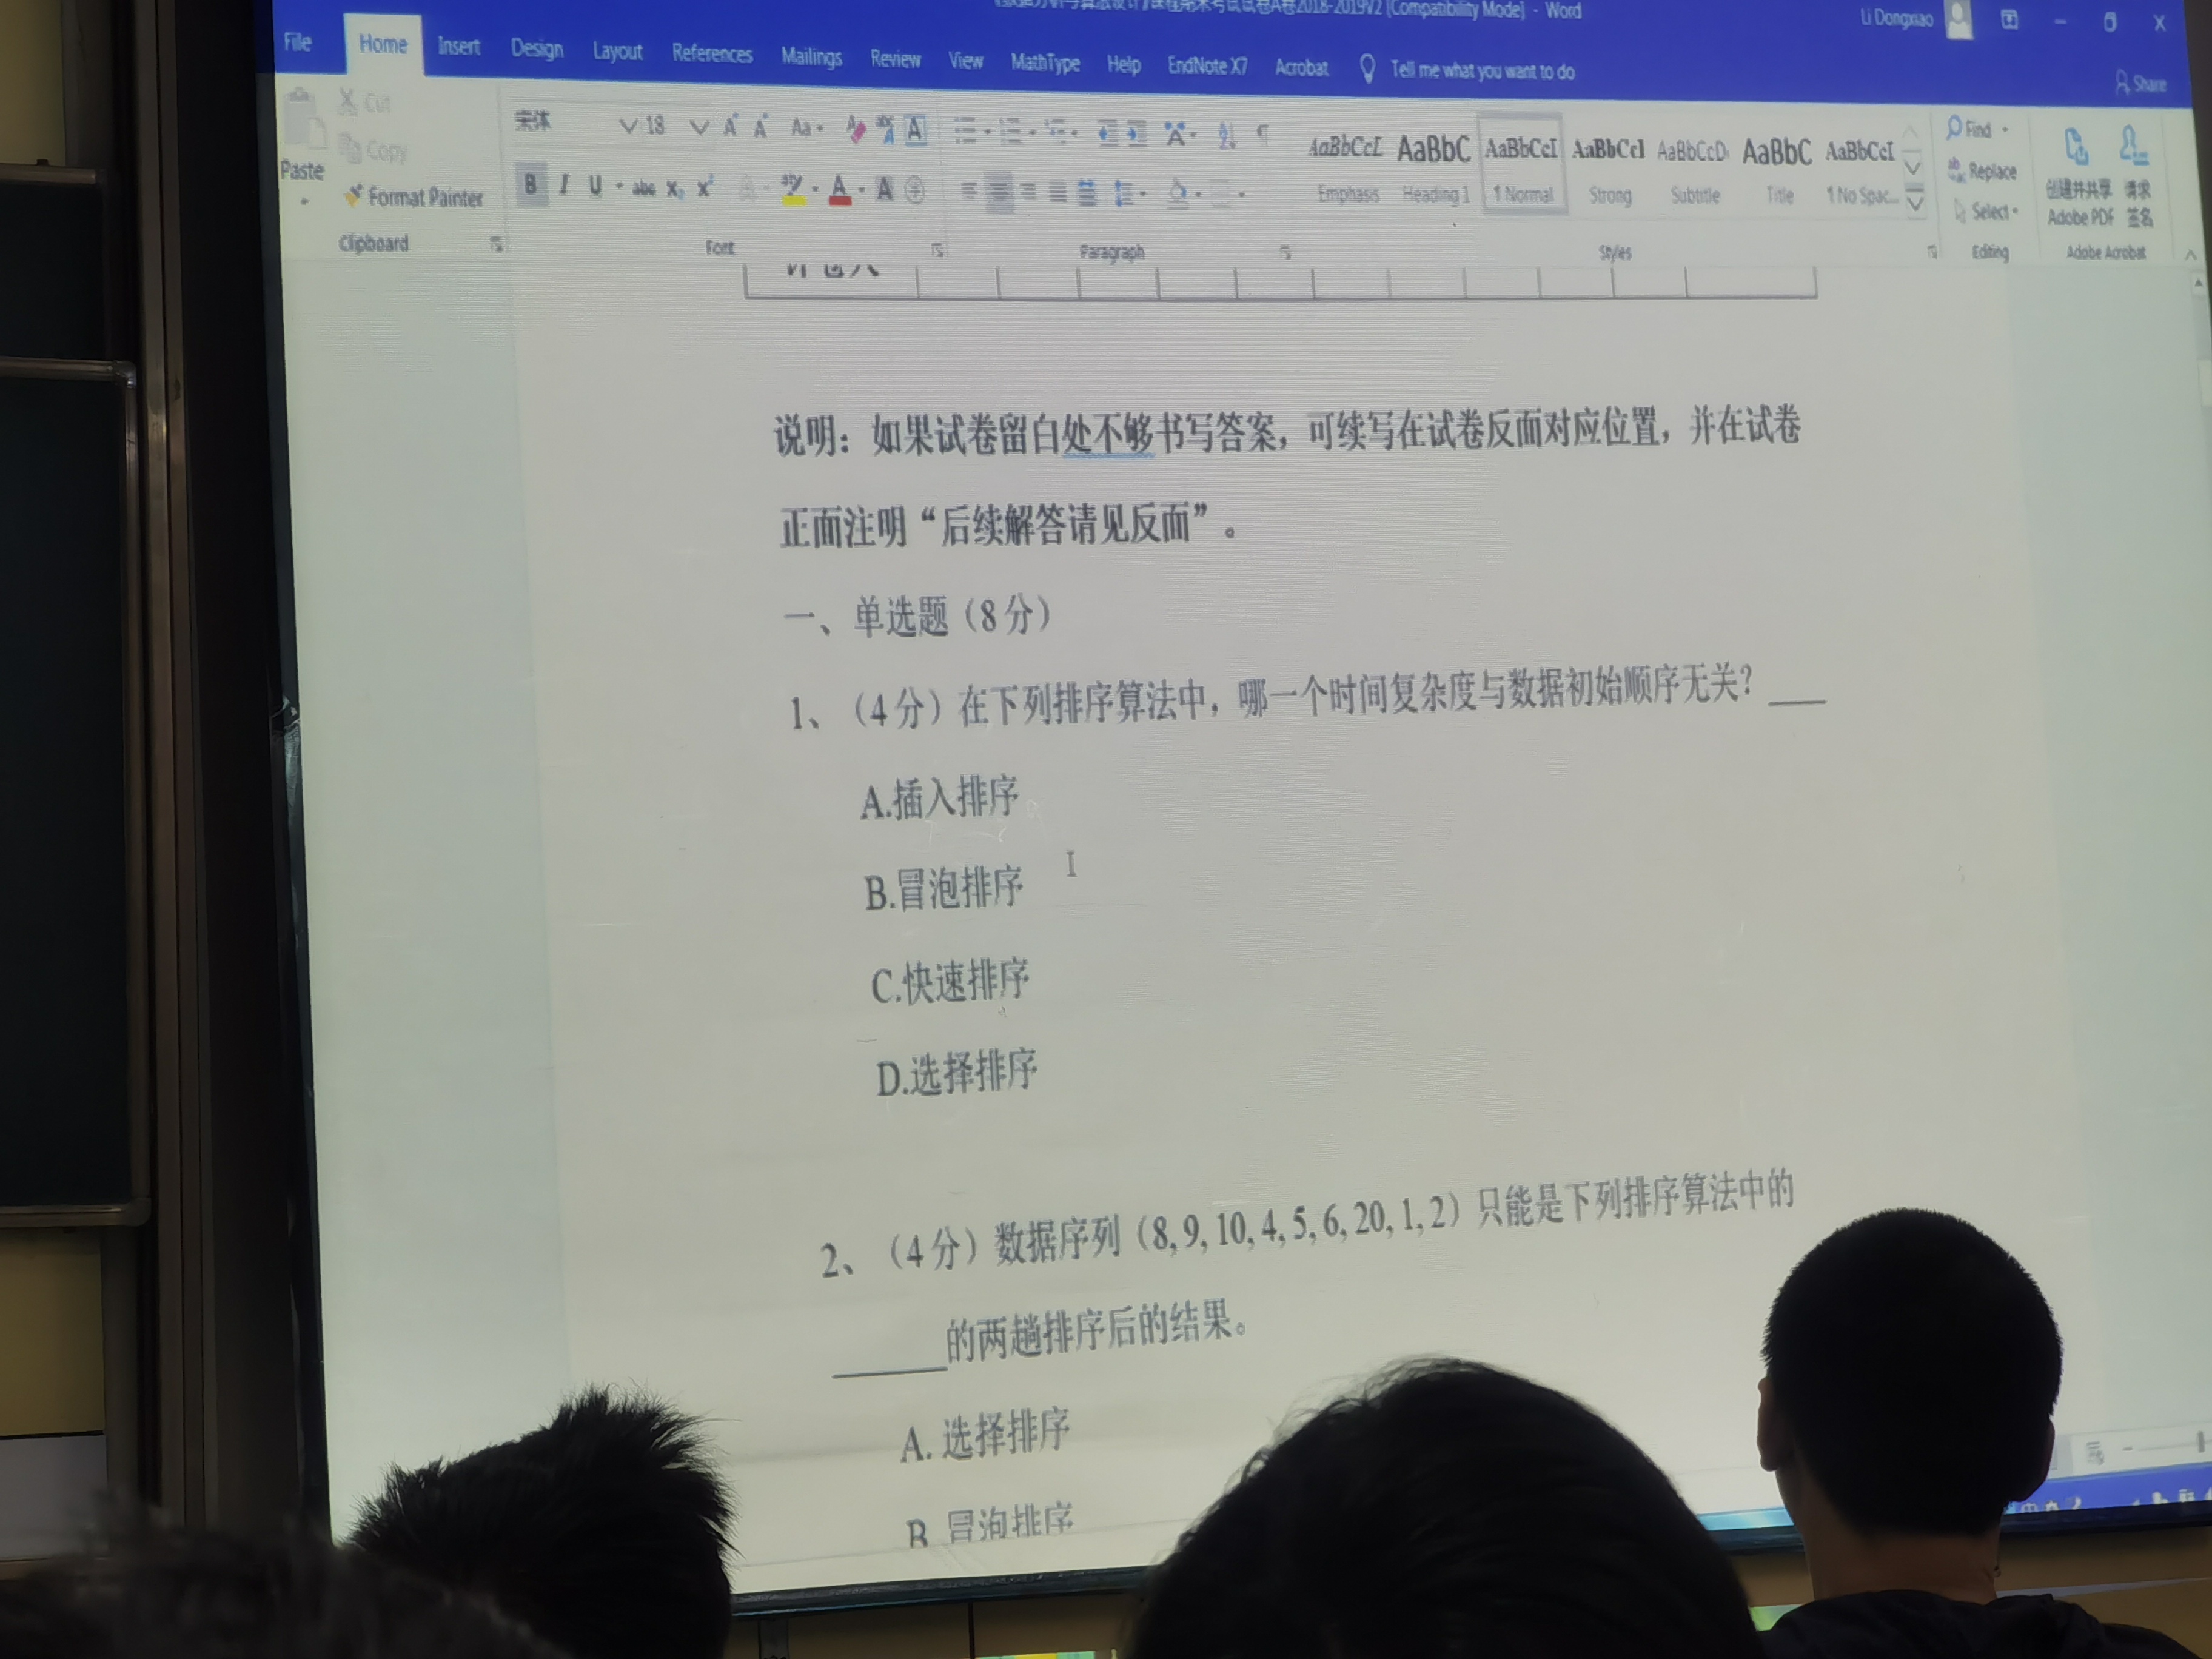 课程期末考试试卷A卷2018-2019V2 [Compatibility Mode] - Word
Li Dongxiao
File Home Insert Design Layout References Mailings Review View MathType Help EndNote X7 Acrobat Tell me what you want to do
Share
Cut
Copy
Paste
Format Painter
Clipboard
宋体 18
Font
Paragraph
AaBbCcL AaBbC AaBbCcI AaBbCcI AaBbCcD AaBbC AaBbCcI
Emphasis Heading 1 ¶ Normal Strong Subtitle Title ¶ No Spac...
Styles
Find
Replace
Select
Editing
创建并共享 请求
Adobe PDF 签名
Adobe Acrobat
说明：如果试卷留白处不够书写答案，可续写在试卷反面对应位置，并在试卷
正面注明“后续解答请见反面”。
一、单选题（8分）
1、（4分）在下列排序算法中，哪一个时间复杂度与数据初始顺序无关？____
A.插入排序
B.冒泡排序
C.快速排序
D.选择排序
2、（4分）数据序列（8, 9, 10, 4, 5, 6, 20, 1, 2）只能是下列排序算法中的
________的两趟排序后的结果。
A. 选择排序
B 冒泡排序